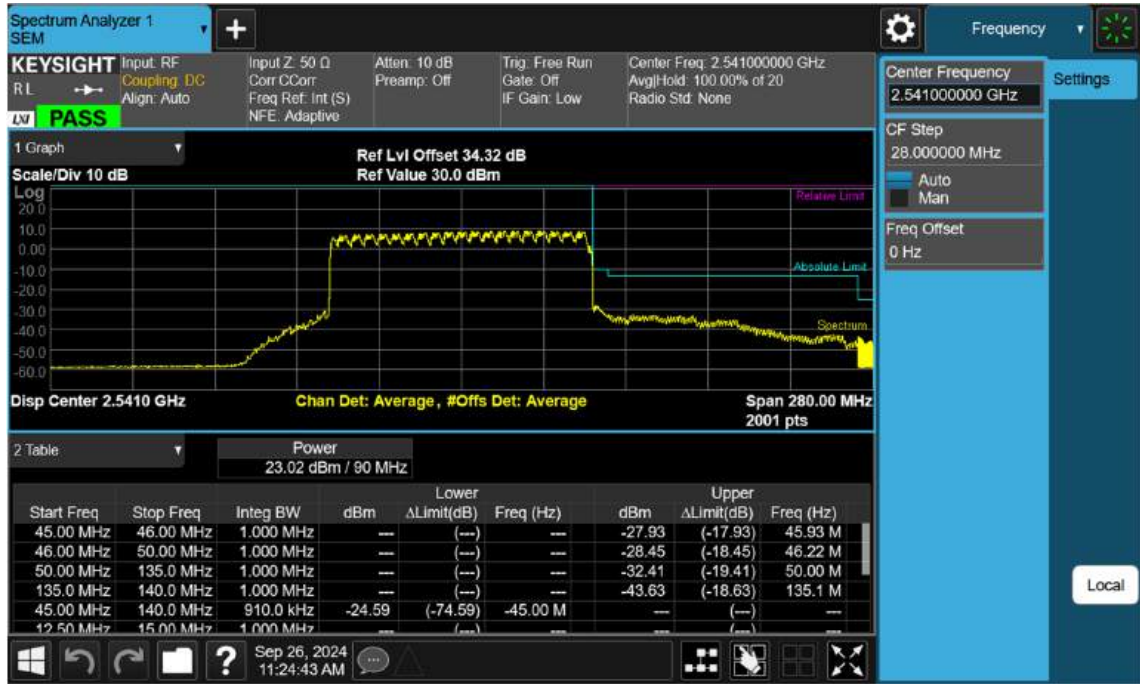 Spectrum Analyzer 1
SEM
+
Frequency
KEYSIGHT
R L
LXI PASS
Input: RF
Coupling: DC
Align: Auto
Input Z: 50 Ω
Corr CCorr
Freq Ref: Int (S)
NFE: Adaptive
Atten: 10 dB
Preamp: Off
Trig: Free Run
Gate: Off
IF Gain: Low
Center Freq: 2.541000000 GHz
Avg|Hold: 100.00% of 20
Radio Std: None
Center Frequency
2.541000000 GHz
Settings
CF Step
28.000000 MHz
Auto
Man
Freq Offset
0 Hz
1 Graph
Scale/Div 10 dB
Ref Lvl Offset 34.32 dB
Ref Value 30.0 dBm
Log
20.0
10.0
0.00
-10.0
-20.0
-30.0
-40.0
-50.0
-60.0
Relative Limit
Absolute Limit
Spectrum
Disp Center 2.5410 GHz
Chan Det: Average, #Offs Det: Average
Span 280.00 MHz
2001 pts
2 Table
Power
23.02 dBm / 90 MHz
Lower Upper
Start Freq Stop Freq Integ BW dBm ΔLimit(dB) Freq (Hz) dBm ΔLimit(dB) Freq (Hz)
45.00 MHz 46.00 MHz 1.000 MHz --- (---) --- -27.93 (-17.93) 45.93 M
46.00 MHz 50.00 MHz 1.000 MHz --- (---) --- -28.45 (-18.45) 46.22 M
50.00 MHz 135.0 MHz 1.000 MHz --- (---) --- -32.41 (-19.41) 50.00 M
135.0 MHz 140.0 MHz 1.000 MHz --- (---) --- -43.63 (-18.63) 135.1 M
45.00 MHz 140.0 MHz 910.0 kHz -24.59 (-74.59) -45.00 M --- (---) ---
12.50 MHz 15.00 MHz 1.000 MHz --- (---) --- --- (---) ---
Local
?
Sep 26, 2024
11:24:43 AM